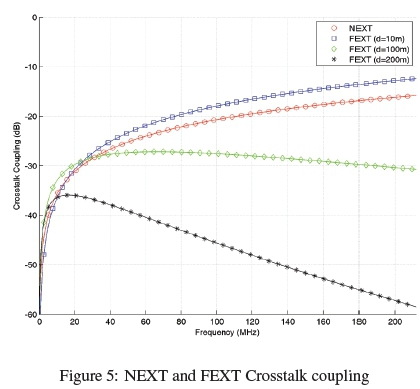 0
NEXT
FEXT (d=10m)
FEXT (d=100m)
FEXT (d=200m)
-10
-20
-30
-40
-50
-60
Crosstalk Coupling (dB)
0 20 40 60 80 100 120 140 160 180 200
Frequency (MHz)
Figure 5: NEXT and FEXT Crosstalk coupling